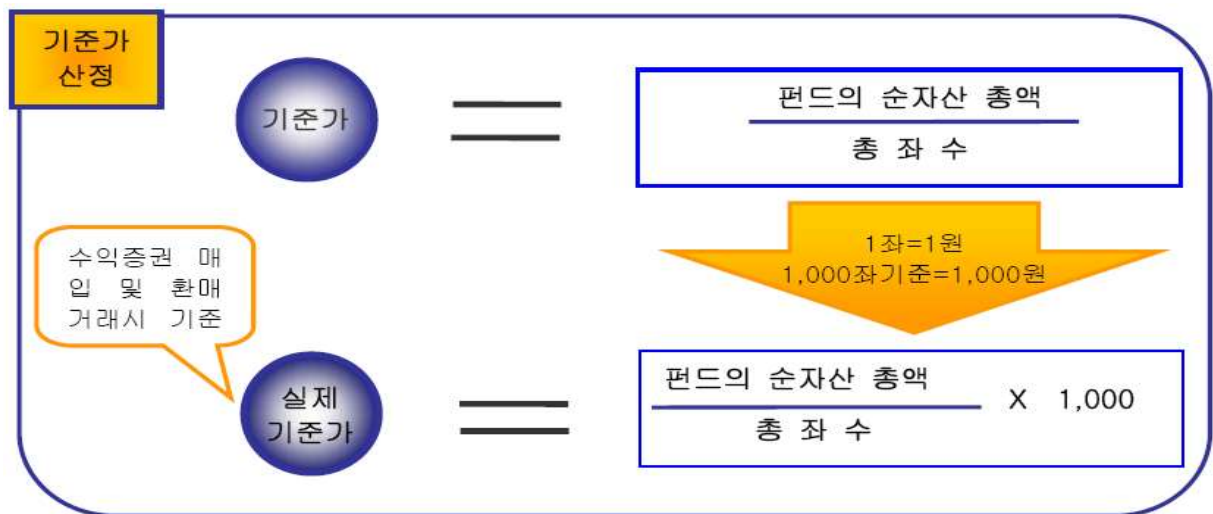 기준가
산정
기준가
펀드의 순자산 총액
총 좌 수
1좌=1원
1,000좌기준=1,000원
수익증권 매
입 및 환매
거래시 기준
실제
기준가
펀드의 순자산 총액
총 좌 수
X 1,000